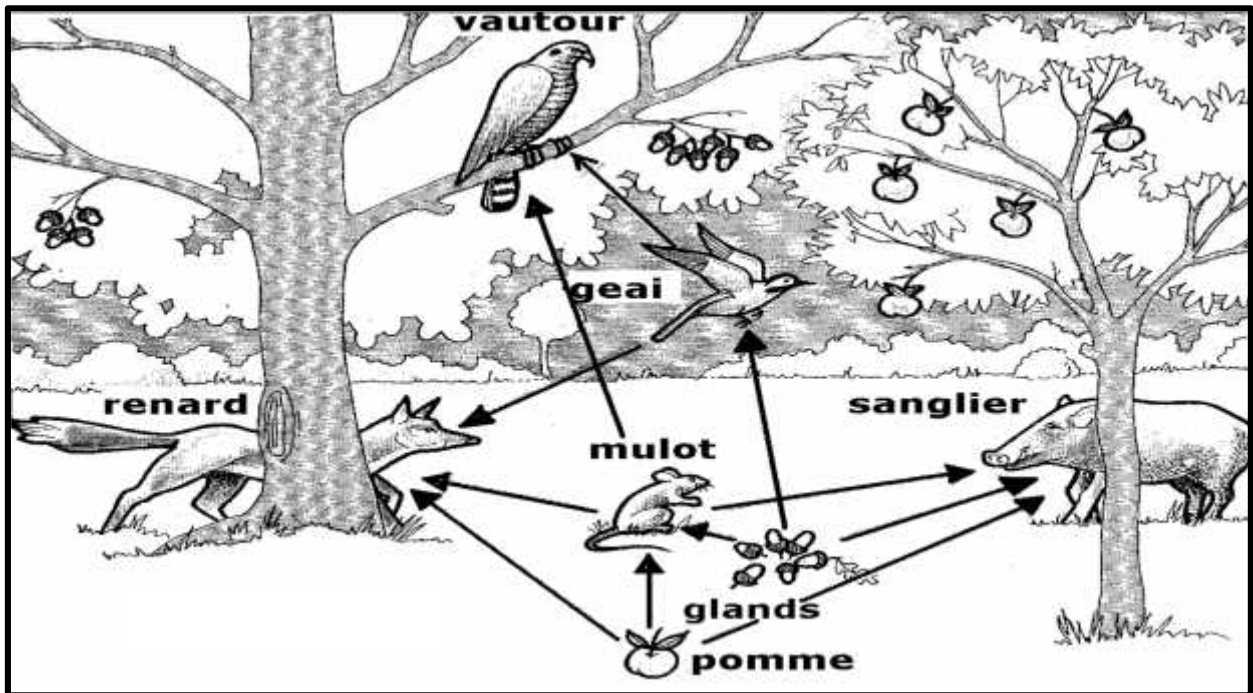 vautour
geai
renard
sanglier
mulot
glands
pomme